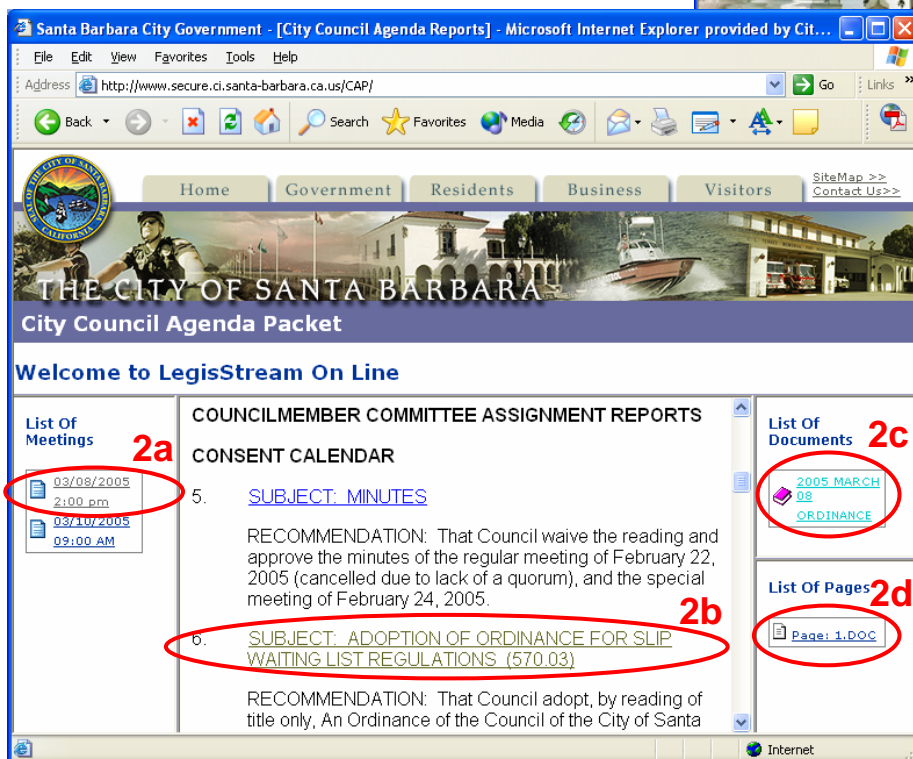 Santa Barbara City Government - [City Council Agenda Reports] - Microsoft Internet Explorer provided by Cit...
File Edit View Favorites Tools Help
Address http://www.secure.ci.santa-barbara.ca.us/CAP/ Go Links »
Back Search Favorites Media
SEAL OF THE CITY OF SANTA BARBARA
CALIFORNIA
Home Government Residents Business Visitors
SiteMap >>
Contact Us>>
THE CITY OF SANTA BARBARA
City Council Agenda Packet
Welcome to LegisStream On Line
List Of
Meetings
2a
03/08/2005
2:00 pm
03/10/2005
09:00 AM
COUNCILMEMBER COMMITTEE ASSIGNMENT REPORTS
CONSENT CALENDAR
5. SUBJECT: MINUTES
RECOMMENDATION: That Council waive the reading and
approve the minutes of the regular meeting of February 22,
2005 (cancelled due to lack of a quorum), and the special
meeting of February 24, 2005.
2b
6. SUBJECT: ADOPTION OF ORDINANCE FOR SLIP
WAITING LIST REGULATIONS (570.03)
RECOMMENDATION: That Council adopt, by reading of
title only, An Ordinance of the Council of the City of Santa
List Of
Documents
2c
2005 MARCH
08
ORDINANCE
List Of Pages
2d
Page: 1.DOC
Internet